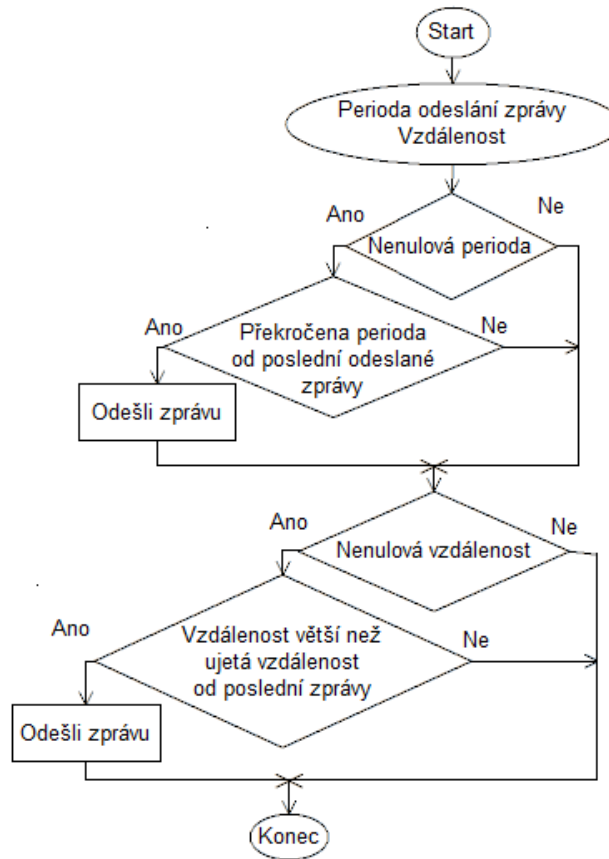 Start
Perioda odeslání zprávy
Vzdálenost
Ano
Ne
Nenulová perioda
Ano
Překročena perioda
od poslední odeslané
zprávy
Ne
Odešli zprávu
Ano
Ne
Nenulová vzdálenost
Ano
Vzdálenost větší než
ujetá vzdálenost
od poslední zprávy
Ne
Odešli zprávu
Konec